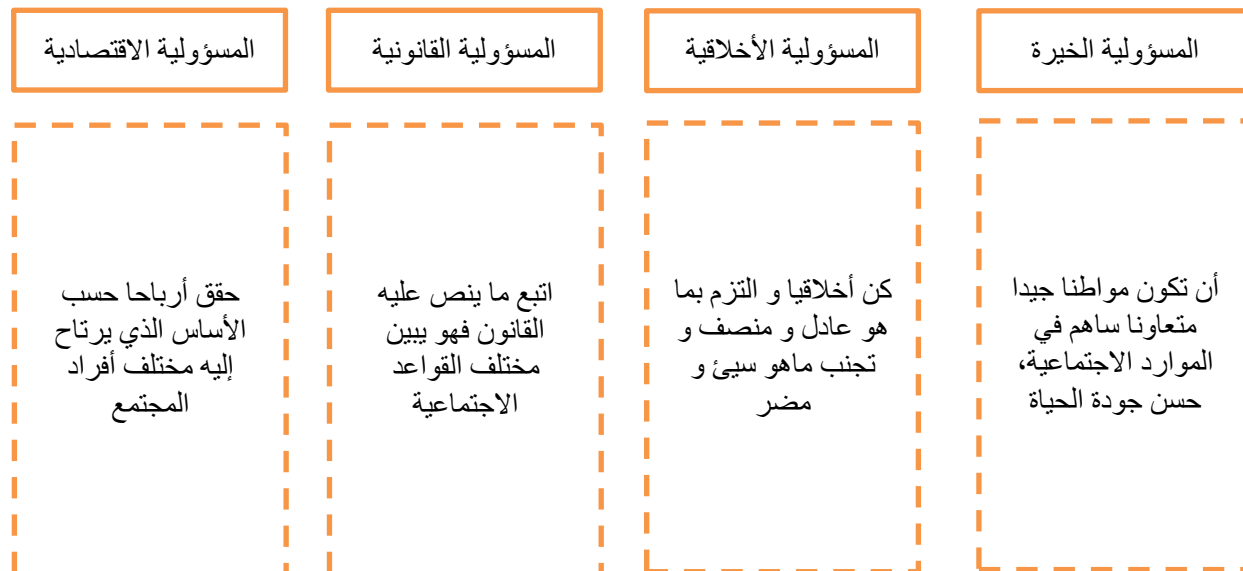 المسؤولية الخيرة
المسؤولية الأخلاقية
المسؤولية القانونية
المسؤولية الاقتصادية
أن تكون مواطنا جيدا
متعاونا ساهم في
الموارد الاجتماعية،
حسن جودة الحياة
كن أخلاقيا و التزم بما
هو عادل و منصف و
تجنب ماهو سيئ و
مضر
اتبع ما ينص عليه
القانون فهو يبين
مختلف القواعد
الاجتماعية
حقق أرباحا حسب
الأساس الذي يرتاح
إليه مختلف أفراد
المجتمع